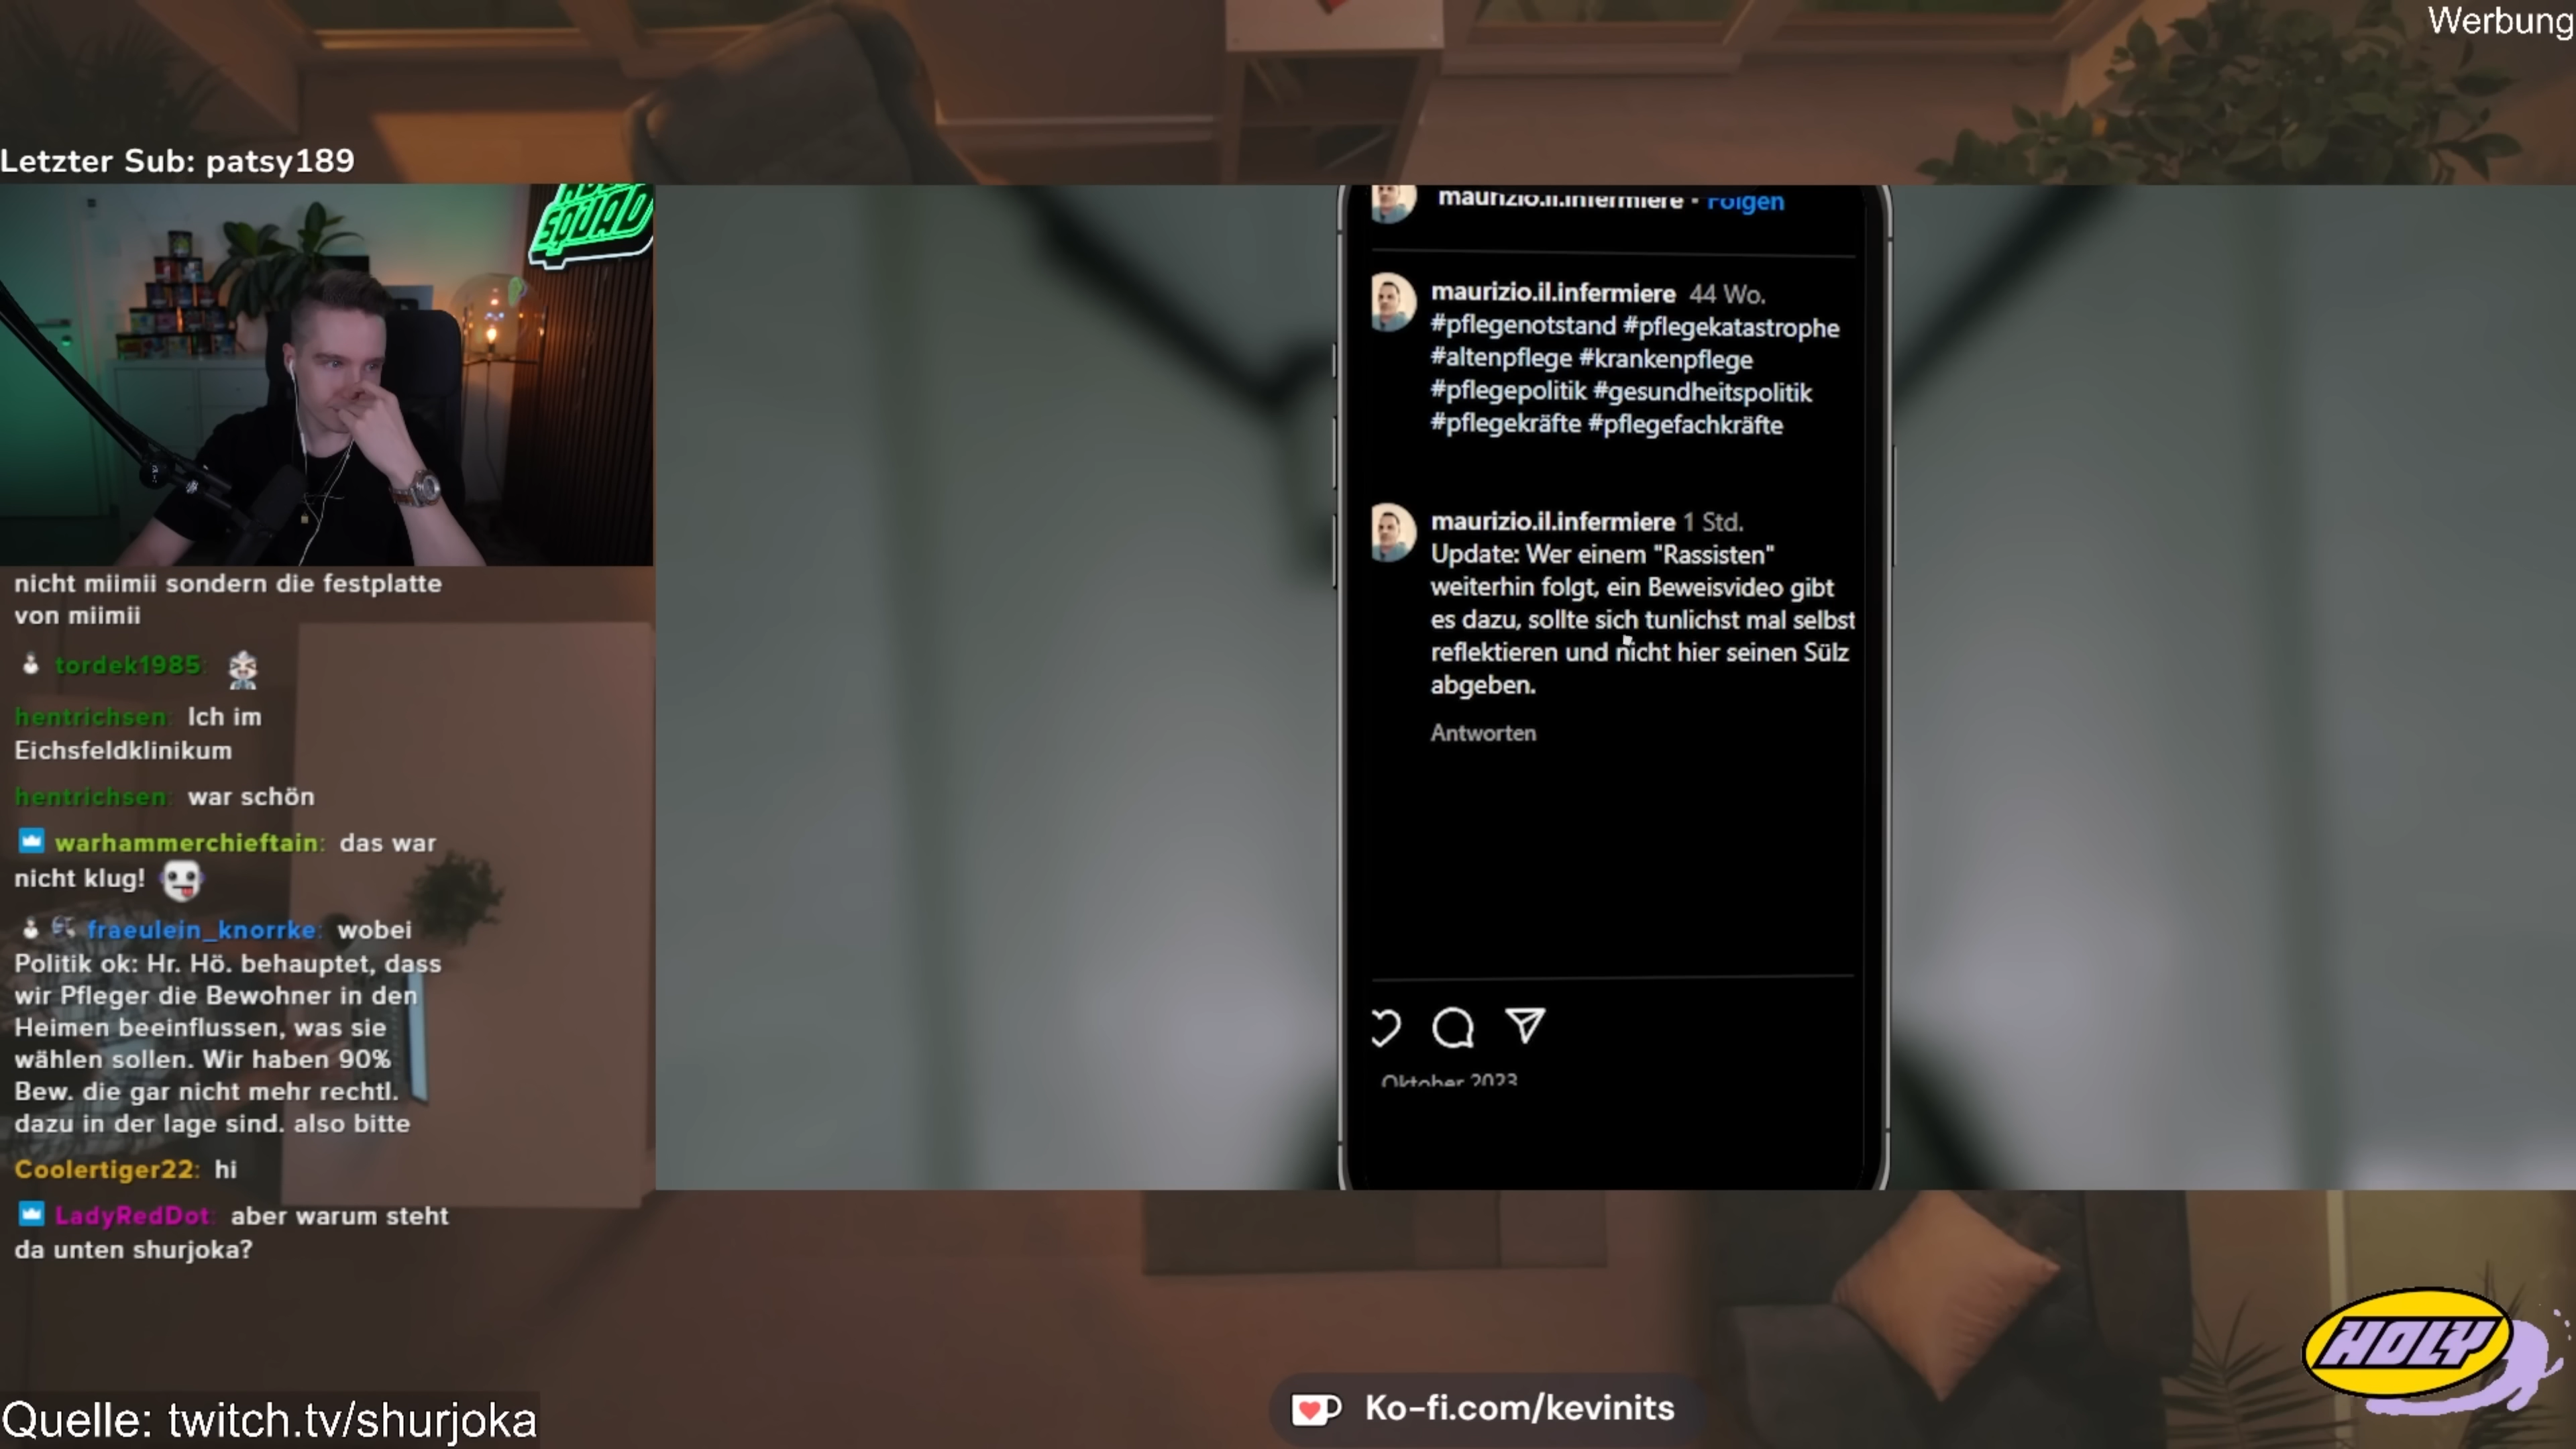 Werbung
Letzter Sub: patsy189
SQUAD
nicht miimii sondern die festplatte
von miimii
tordek1985:
hentrichsen: Ich im
Eichsfeldklinikum
hentrichsen: war schön
warhammerchieftain: das war
nicht klug!
fraeulein_knorrke: wobei
Politik ok: Hr. Hö. behauptet, dass
wir Pfleger die Bewohner in den
Heimen beeinflussen, was sie
wählen sollen. Wir haben 90%
Bew. die gar nicht mehr rechtl.
dazu in der lage sind. also bitte
Coolertiger22: hi
LadyRedDot: aber warum steht
da unten shurjoka?
maurizio.il.infermiere • Folgen
maurizio.il.infermiere 44 Wo.
#pflegenotstand #pflegekatastrophe
#altenpflege #krankenpflege
#pflegepolitik #gesundheitspolitik
#pflegekräfte #pflegefachkräfte
maurizio.il.infermiere 1 Std.
Update: Wer einem "Rassisten"
weiterhin folgt, ein Beweisvideo gibt
es dazu, sollte sich tunlichst mal selbst
reflektieren und nicht hier seinen Sülz
abgeben.
Antworten
Oktober 2023
Quelle: twitch.tv/shurjoka
Ko-fi.com/kevinits
HOLY